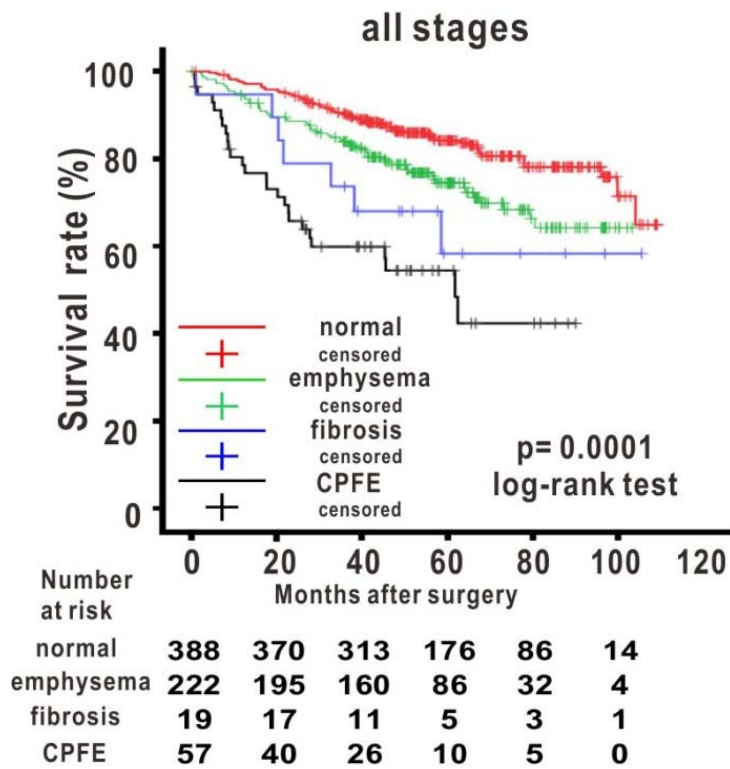 all stages
Survival rate (%)
100
80
60
40
20
0
normal
censored
emphysema
censored
fibrosis
censored
CPFE
censored
p= 0.0001
log-rank test
0 20 40 60 80 100 120
Months after surgery
Number
at risk
normal 388 370 313 176 86 14
emphysema 222 195 160 86 32 4
fibrosis 19 17 11 5 3 1
CPFE 57 40 26 10 5 0